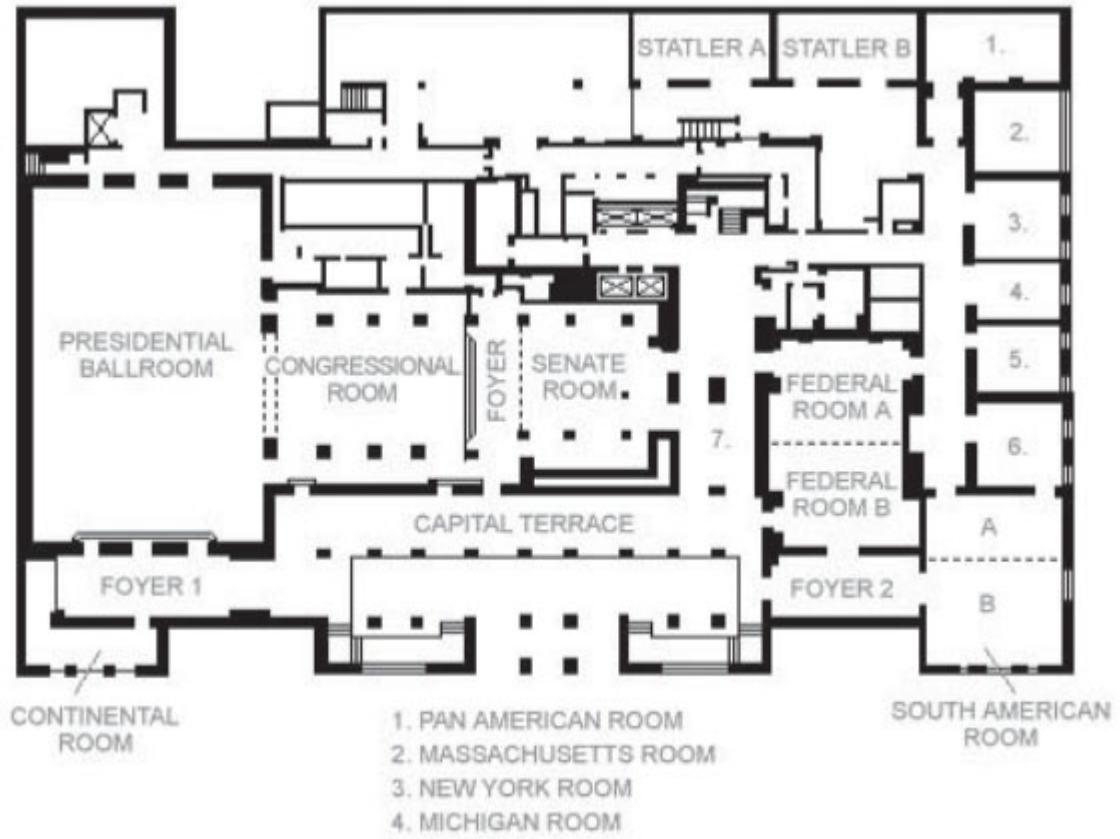 STATLER A
STATLER B
1.
2.
3.
4.
5.
6.
PRESIDENTIAL
BALLROOM
CONGRESSIONAL
ROOM
FOYER
SENATE
ROOM
7.
FEDERAL
ROOM A
FEDERAL
ROOM B
CAPITAL TERRACE
A
B
FOYER 1
FOYER 2
CONTINENTAL
ROOM
SOUTH AMERICAN
ROOM
1. PAN AMERICAN ROOM
2. MASSACHUSETTS ROOM
3. NEW YORK ROOM
4. MICHIGAN ROOM